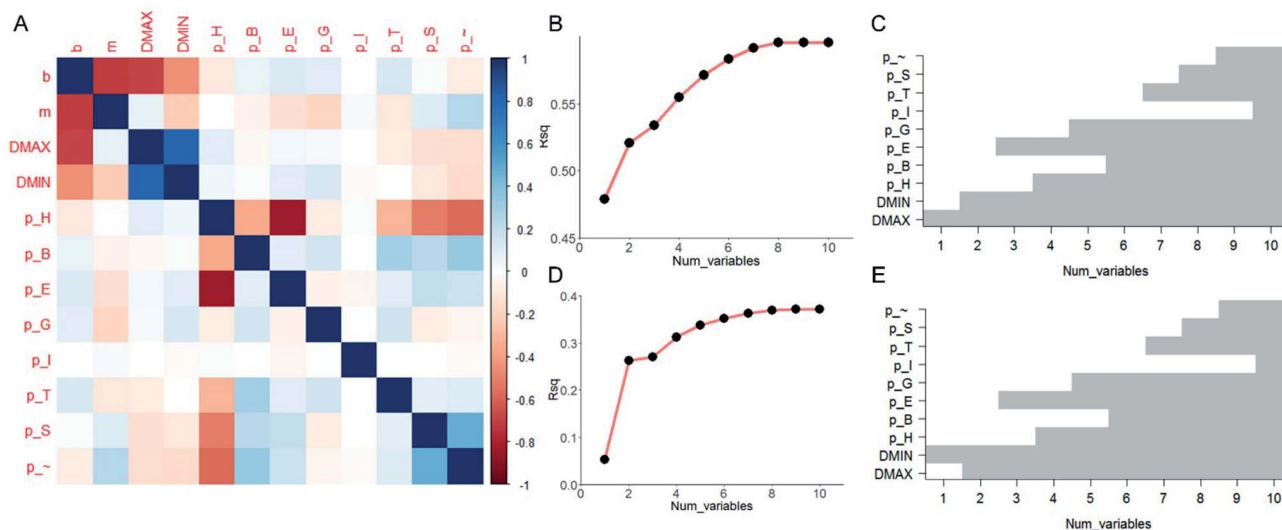 A
b
m
DMAX
DMIN
p_H
p_B
p_E
p_G
p_I
p_T
p_S
p_~
b
m
DMAX
DMIN
p_H
p_B
p_E
p_G
p_I
p_T
p_S
p_~
1
0.8
0.6
0.4
0.2
0
-0.2
-0.4
-0.6
-0.8
-1
B
Rsq
0.55
0.50
0.45
0 2 4 6 8 10
Num_variables
C
p_~
p_S
p_T
p_I
p_G
p_E
p_B
p_H
DMIN
DMAX
1 2 3 4 5 6 7 8 9 10
Num_variables
D
Rsq
0.4
0.3
0.2
0.1
0.0
0 2 4 6 8 10
Num_variables
E
p_~
p_S
p_T
p_I
p_G
p_E
p_B
p_H
DMIN
DMAX
1 2 3 4 5 6 7 8 9 10
Num_variables